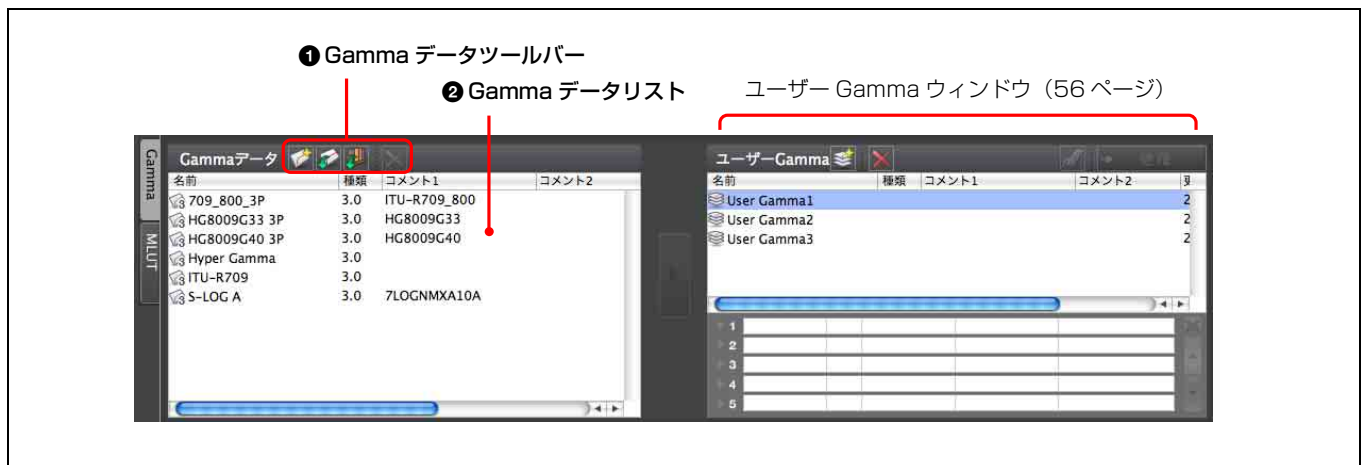 ❶ Gamma データツールバー
❷ Gamma データリスト
ユーザー Gamma ウィンドウ（56 ページ）
Gamma
MLUT
Gammaデータ
名前 種類 コメント1 コメント2
709_800_3P 3.0 ITU-R709_800
HG8009G33 3P 3.0 HG8009G33
HG8009G40 3P 3.0 HG8009G40
Hyper Gamma 3.0
ITU-R709 3.0
S-LOG A 3.0 7LOGNMXA10A
ユーザーGamma
名前 種類 コメント1 コメント2
User Gamma1 2
User Gamma2 2
User Gamma3 2
1
2
3
4
5